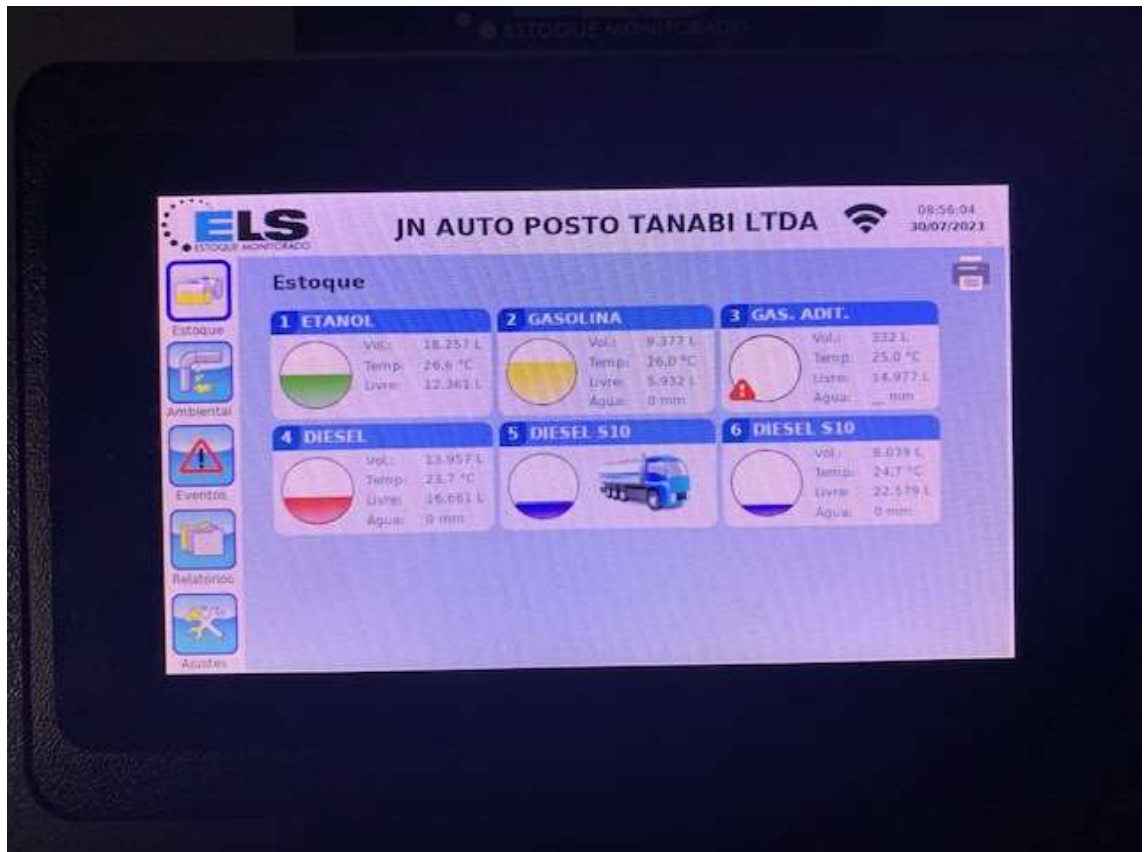 ESTOQUE MONITORADO
ELS
ESTOQUE MONITORADO
JN AUTO POSTO TANABI LTDA
08:56:04
30/07/2023
Estoque
Estoque
Ambiental
Eventos
Relatórios
Ajustes
1 ETANOL
Vol.: 18.257 L
Temp: 26,6 °C
Livre: 12.361 L
2 GASOLINA
Vol.: 9.377 L
Temp: 26,0 °C
Livre: 5.932 L
Água: 0 mm
3 GAS. ADIT.
Vol.: 332 L
Temp: 25,0 °C
Livre: 14.977 L
Água: __ mm
4 DIESEL
Vol.: 13.957 L
Temp: 23,7 °C
Livre: 16.661 L
Água: 0 mm
5 DIESEL S10
6 DIESEL S10
Vol.: 8.039 L
Temp: 24,7 °C
Livre: 22.579 L
Água: 0 mm